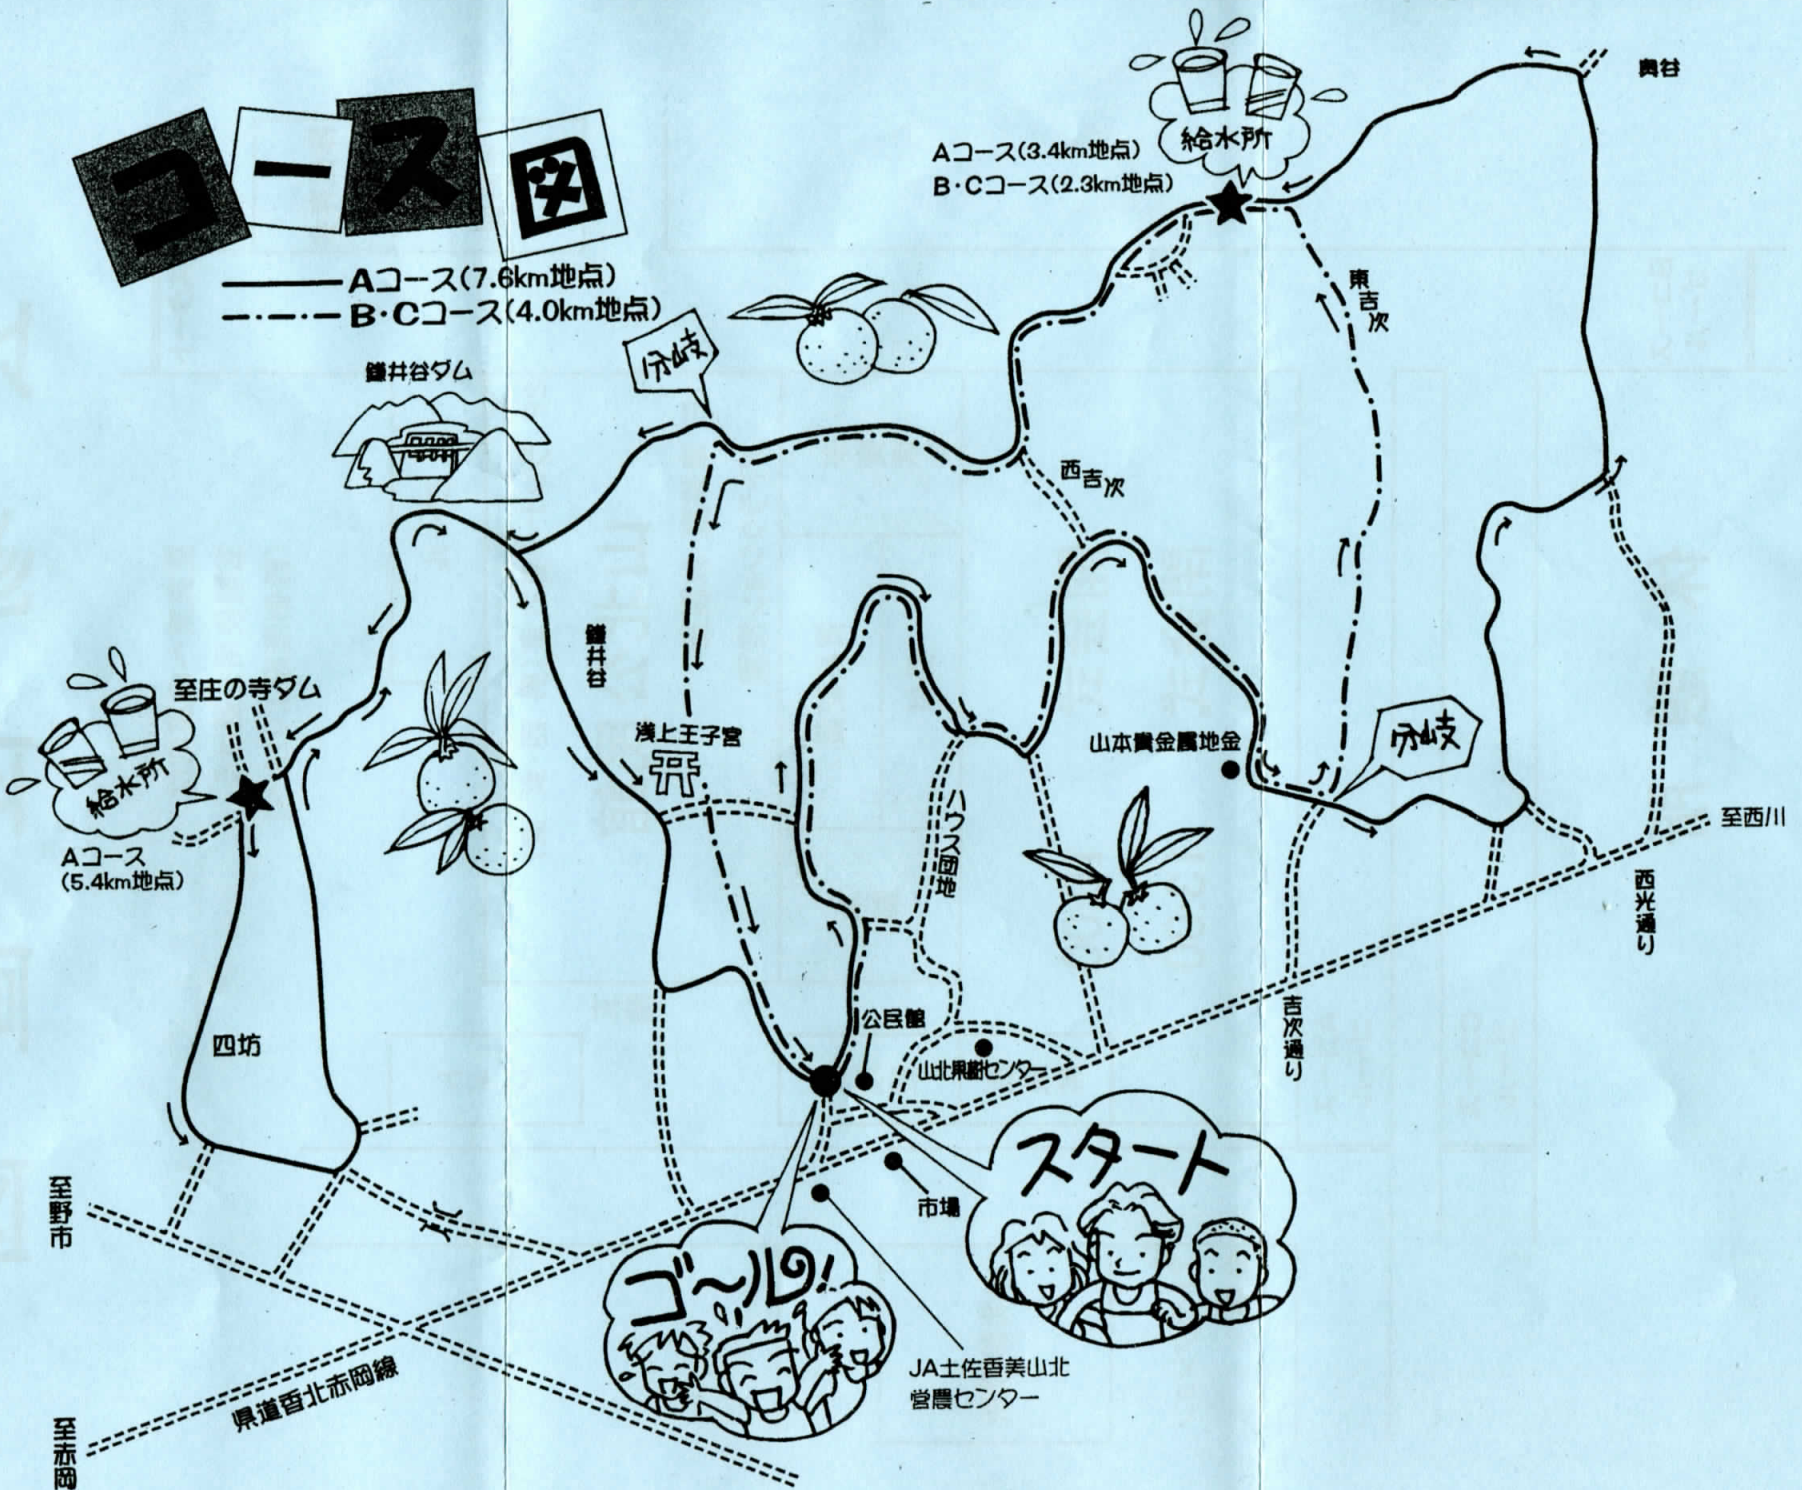 コース図
Aコース(7.6km地点)
B・Cコース(4.0km地点)
給水所
Aコース(3.4km地点)
B・Cコース(2.3km地点)
奥谷
東吉次
分岐
鎌井谷ダム
西吉次
鎌井谷
至庄の寺ダム
給水所
Aコース
(5.4km地点)
浅上王子宮
山本貴金属地金
分岐
ハウス団地
至西川
西光通り
吉次通り
四坊
公民館
山北果樹センター
スタート
市場
ゴ〜ル!
JA土佐香美山北
営農センター
至野市
県道香北赤岡線
至赤岡